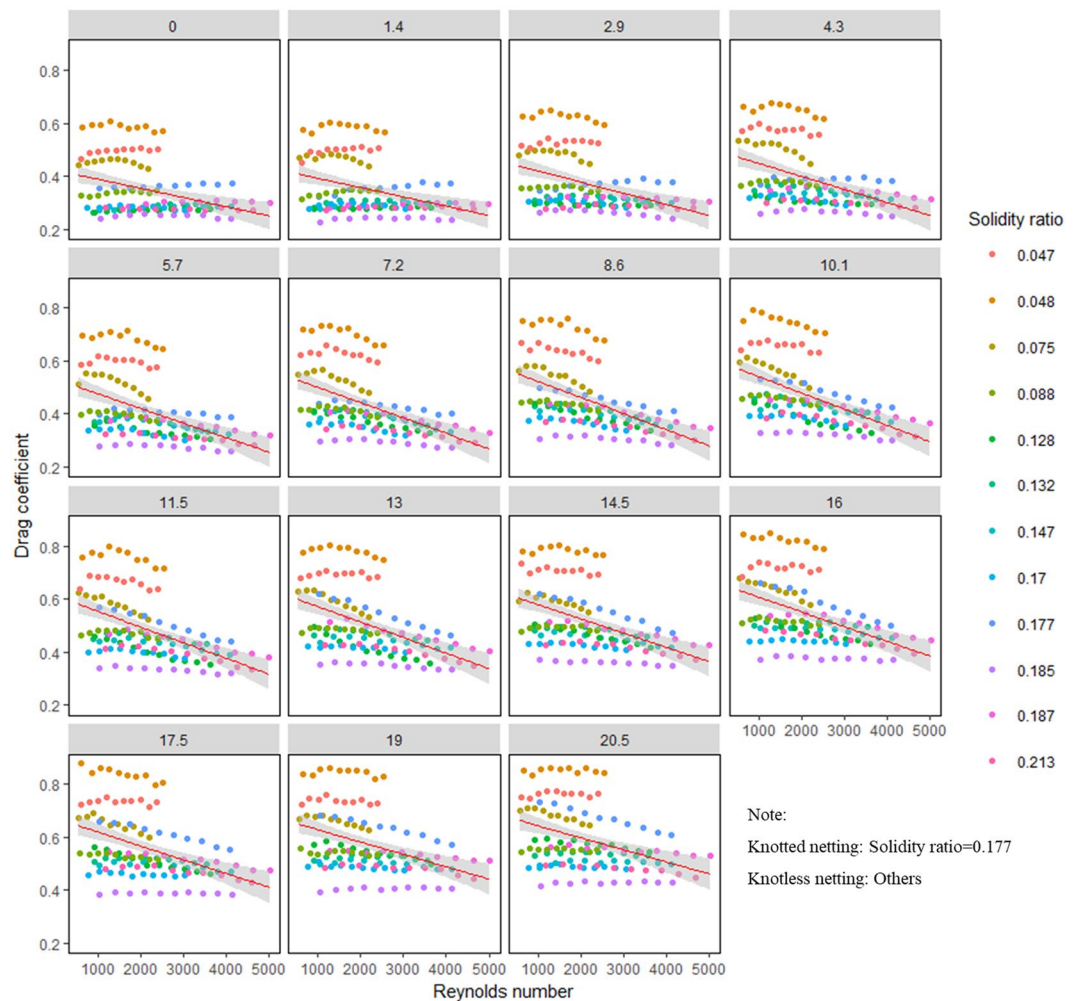 0 1.4 2.9 4.3
0.8
0.6
0.4
0.2
5.7 7.2 8.6 10.1
0.8
0.6
0.4
0.2
11.5 13 14.5 16
0.8
0.6
0.4
0.2
1000 2000 3000 4000 5000
17.5 19 20.5
0.8
0.6
0.4
0.2
1000 2000 3000 4000 5000 1000 2000 3000 4000 5000 1000 2000 3000 4000 5000
Drag coefficient
Reynolds number
Solidity ratio
0.047
0.048
0.075
0.088
0.128
0.132
0.147
0.17
0.177
0.185
0.187
0.213
Note:
Knotted netting: Solidity ratio=0.177
Knotless netting: Others